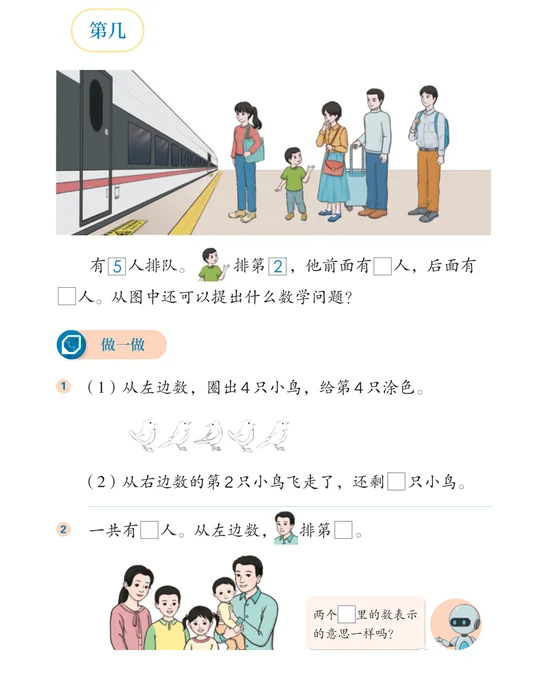 第几
有5人排队。排第2，他前面有□人，后面有
□人。从图中还可以提出什么数学问题？
做一做
1 （1）从左边数，圈出4只小鸟，给第4只涂色。
（2）从右边数的第2只小鸟飞走了，还剩□只小鸟。
2 一共有□人。从左边数，排第□。
两个□里的数表示
的意思一样吗？